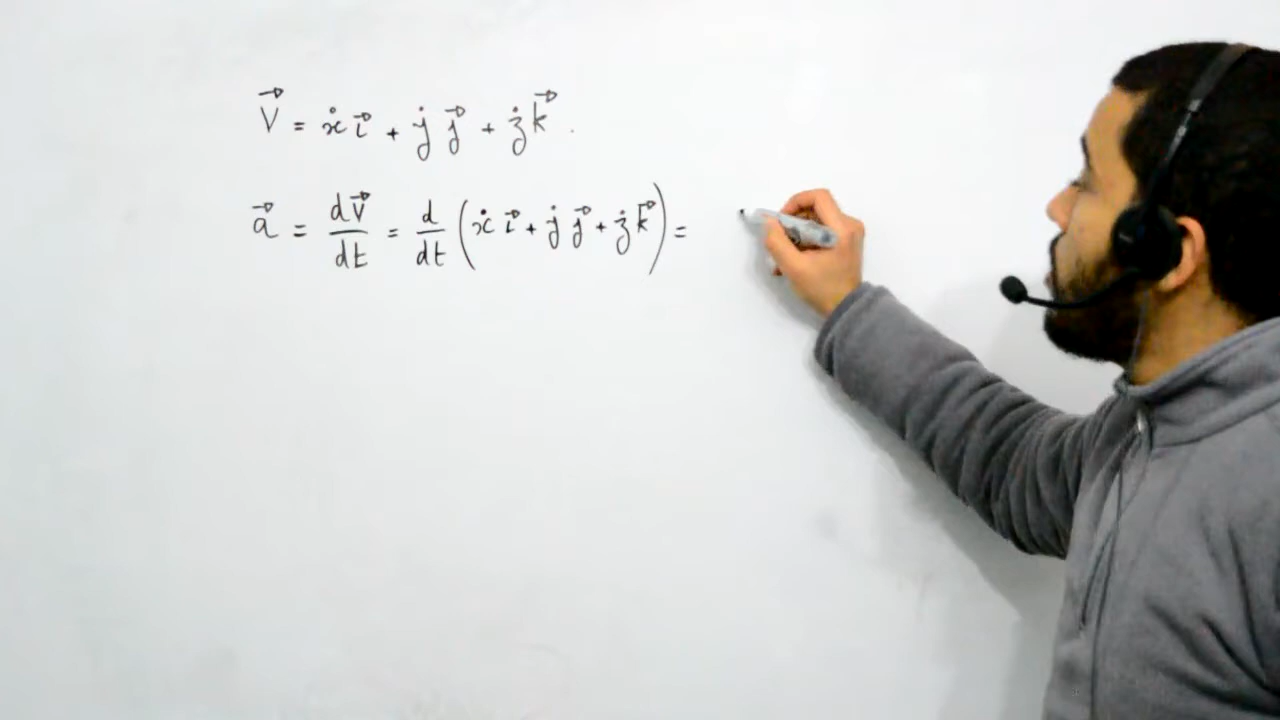 V⃗ = ẋ i⃗ + ẏ j⃗ + ż k⃗ .
a⃗ = dV⃗/dt = d/dt (ẋ i⃗ + ẏ j⃗ + ż k⃗) =